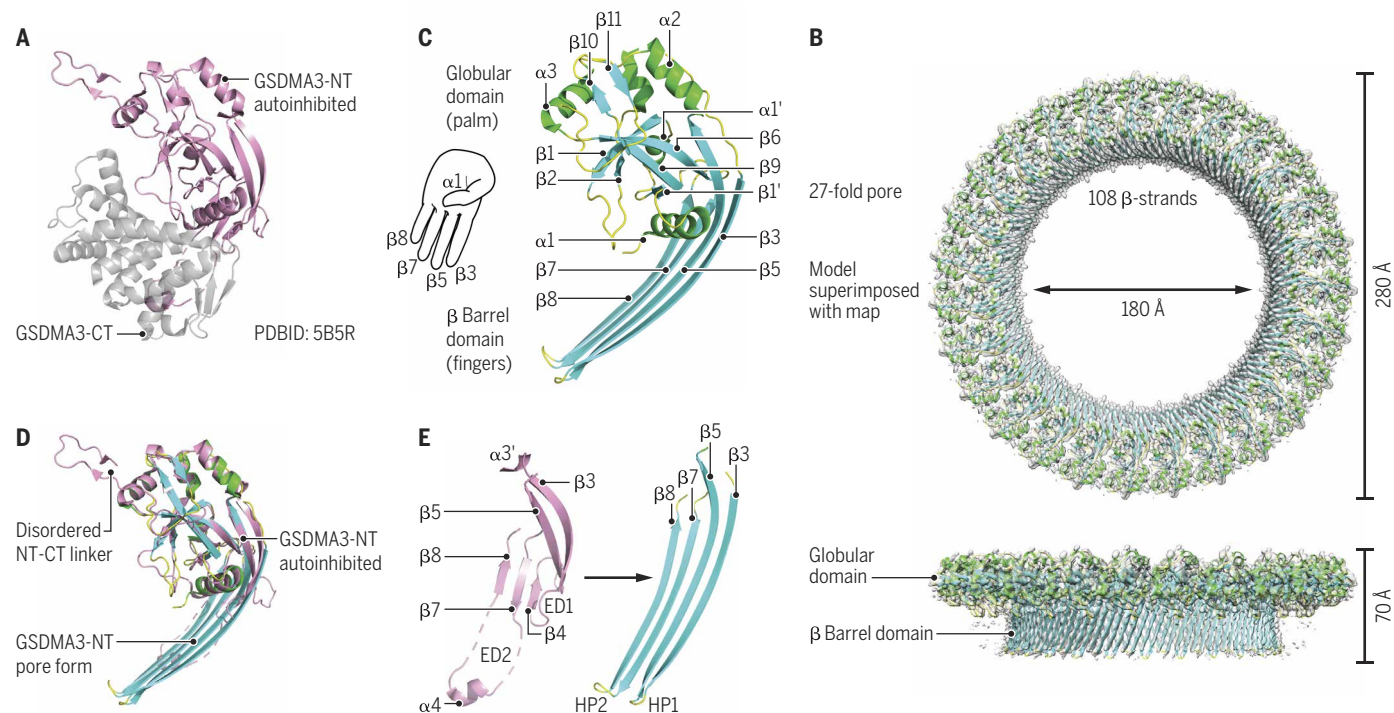 A
GSDMA3-NT
autoinhibited
GSDMA3-CT
PDBID: 5B5R
C
β11
α2
β10
Globular
domain
(palm)
α3
α1'
β6
β1
β9
β2
β1'
α1
α1
β8
β7
β5
β3
β3
β7
β5
β8
β Barrel
domain
(fingers)
B
27-fold pore
108 β-strands
Model
superimposed
with map
180 Å
280 Å
Globular
domain
β Barrel domain
70 Å
D
Disordered
NT-CT linker
GSDMA3-NT
autoinhibited
GSDMA3-NT
pore form
E
α3'
β3
β5
β8
β7
ED1
β4
ED2
α4
β5
β3
β7
β8
HP2
HP1